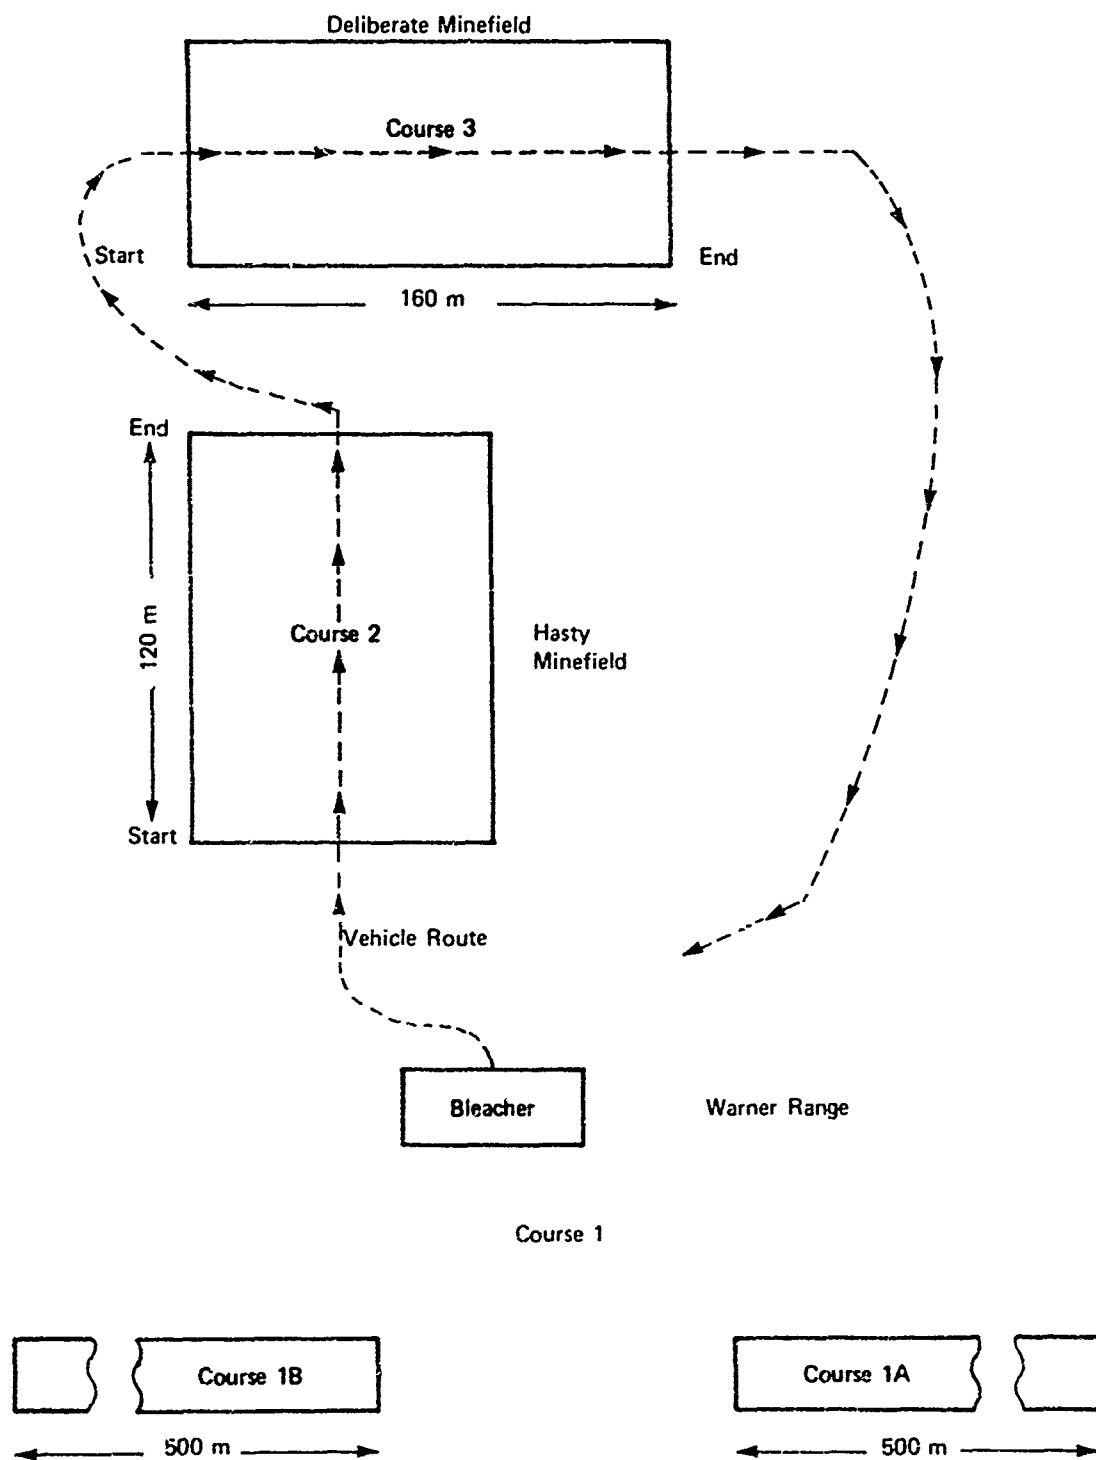 Deliberate Minefield
Course 3
Start
End
160 m
End
120 m
Course 2
Hasty
Minefield
Start
Vehicle Route
Bleacher
Warner Range
Course 1
Course 1B
Course 1A
500 m
500 m